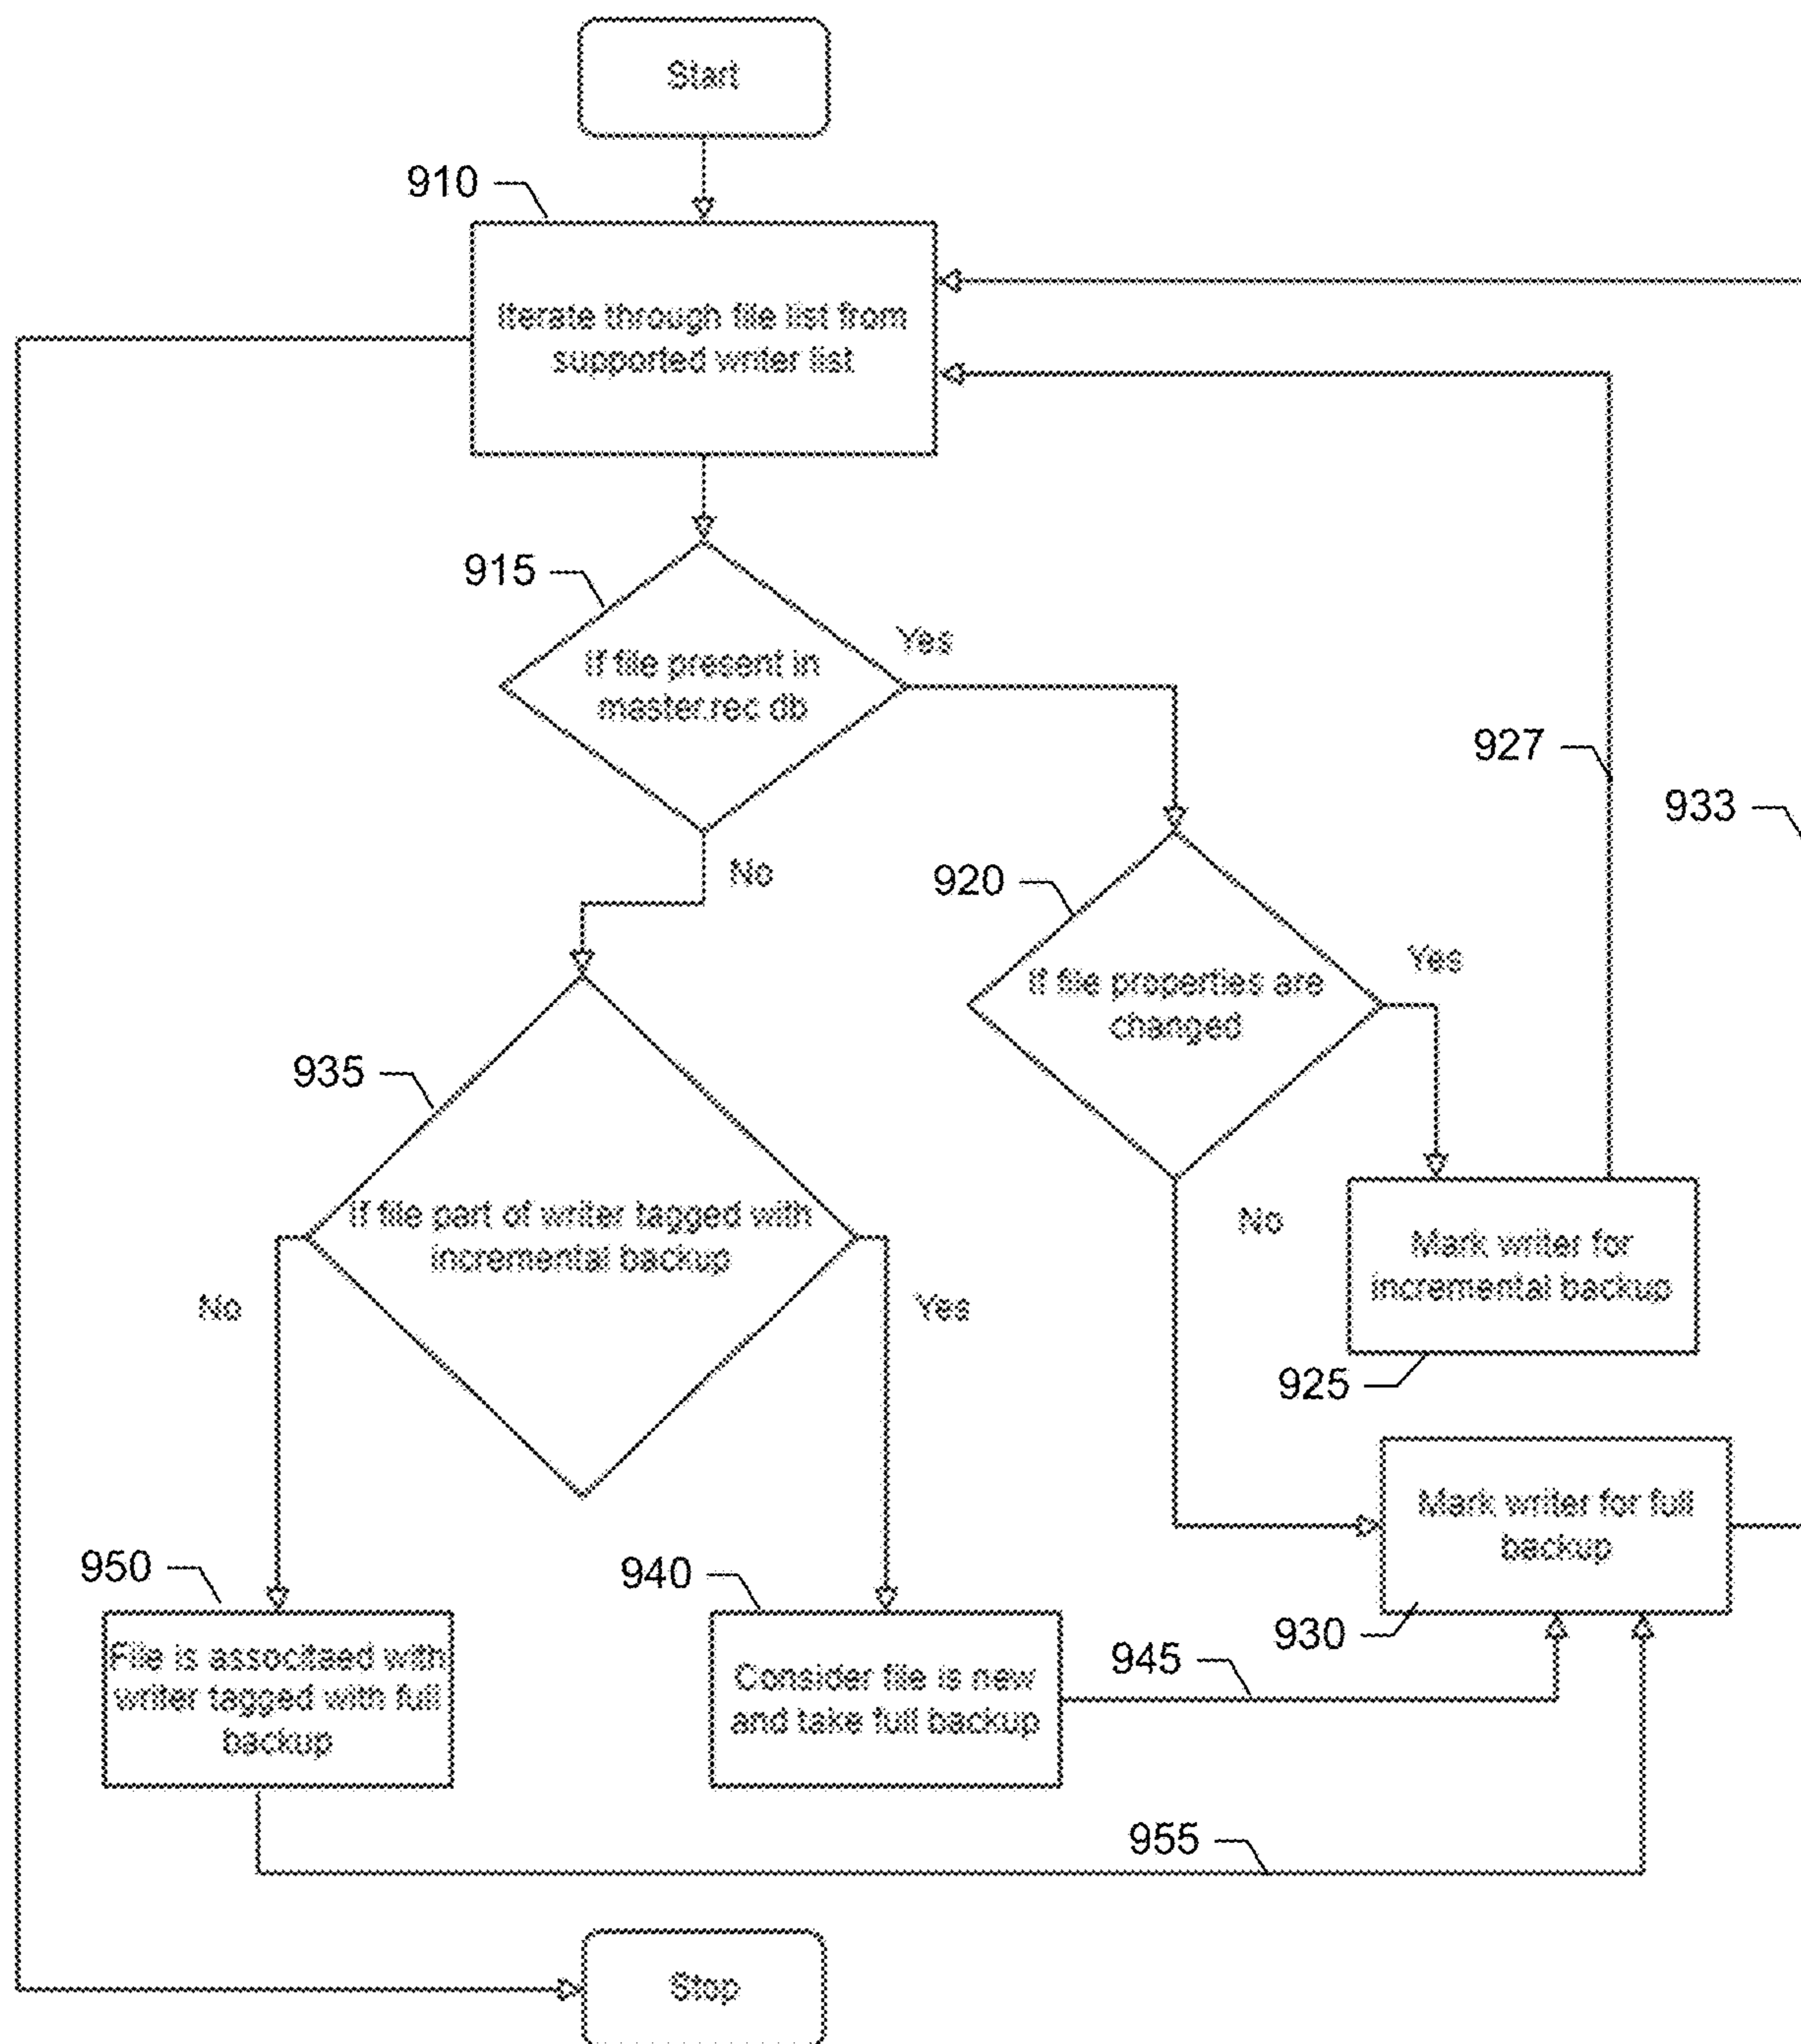 Start
910
Iterate through file list from
supported writer list
915
If file present in
master.rec db
Yes
No
927
933
920
If file properties are
changed
Yes
No
935
If file part of writer tagged with
incremental backup
No
Yes
Mark writer for
incremental backup
925
Mark writer for full
backup
930
950
File is associtaed with
writer tagged with full
backup
940
Consider file is new
and take full backup
945
955
Stop